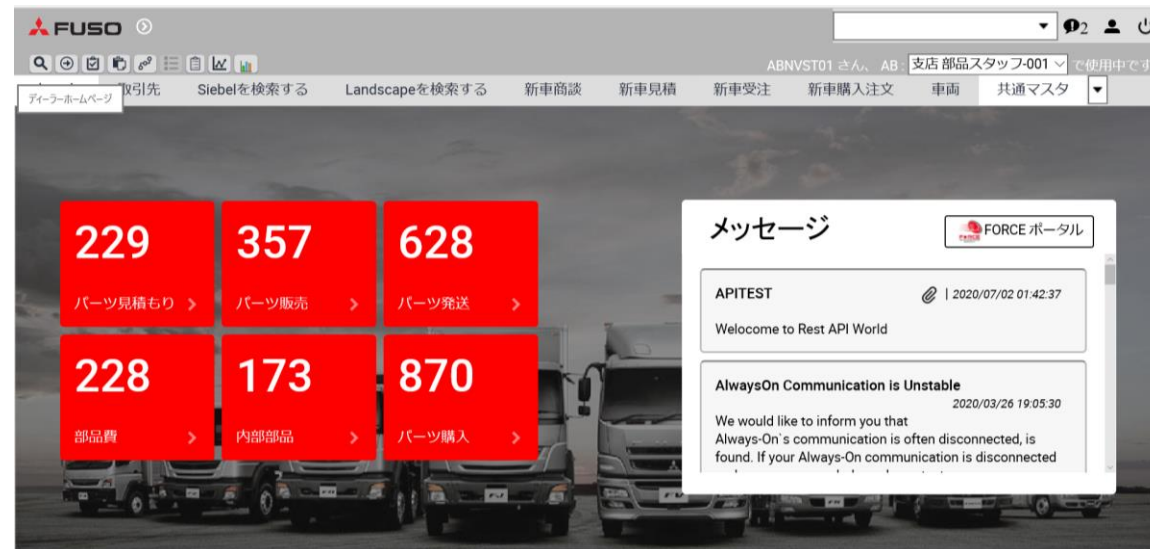 FUSO
2
ABNVST01 さん、 AB : 支店 部品スタッフ-001 で使用中です
ディーラーホームページ
取引先 Siebelを検索する Landscapeを検索する 新車商談 新車見積 新車受注 新車購入注文 車両 共通マスタ
229 357 628
パーツ見積もり パーツ販売 パーツ発送
228 173 870
部品費 内部部品 パーツ購入
メッセージ
FORCE ポータル
APITEST | 2020/07/02 01:42:37
Welocome to Rest API World
AlwaysOn Communication is Unstable
2020/03/26 19:05:30
We would like to inform you that
Always-On`s communication is often disconnected, is
found. If your Always-On communication is disconnected